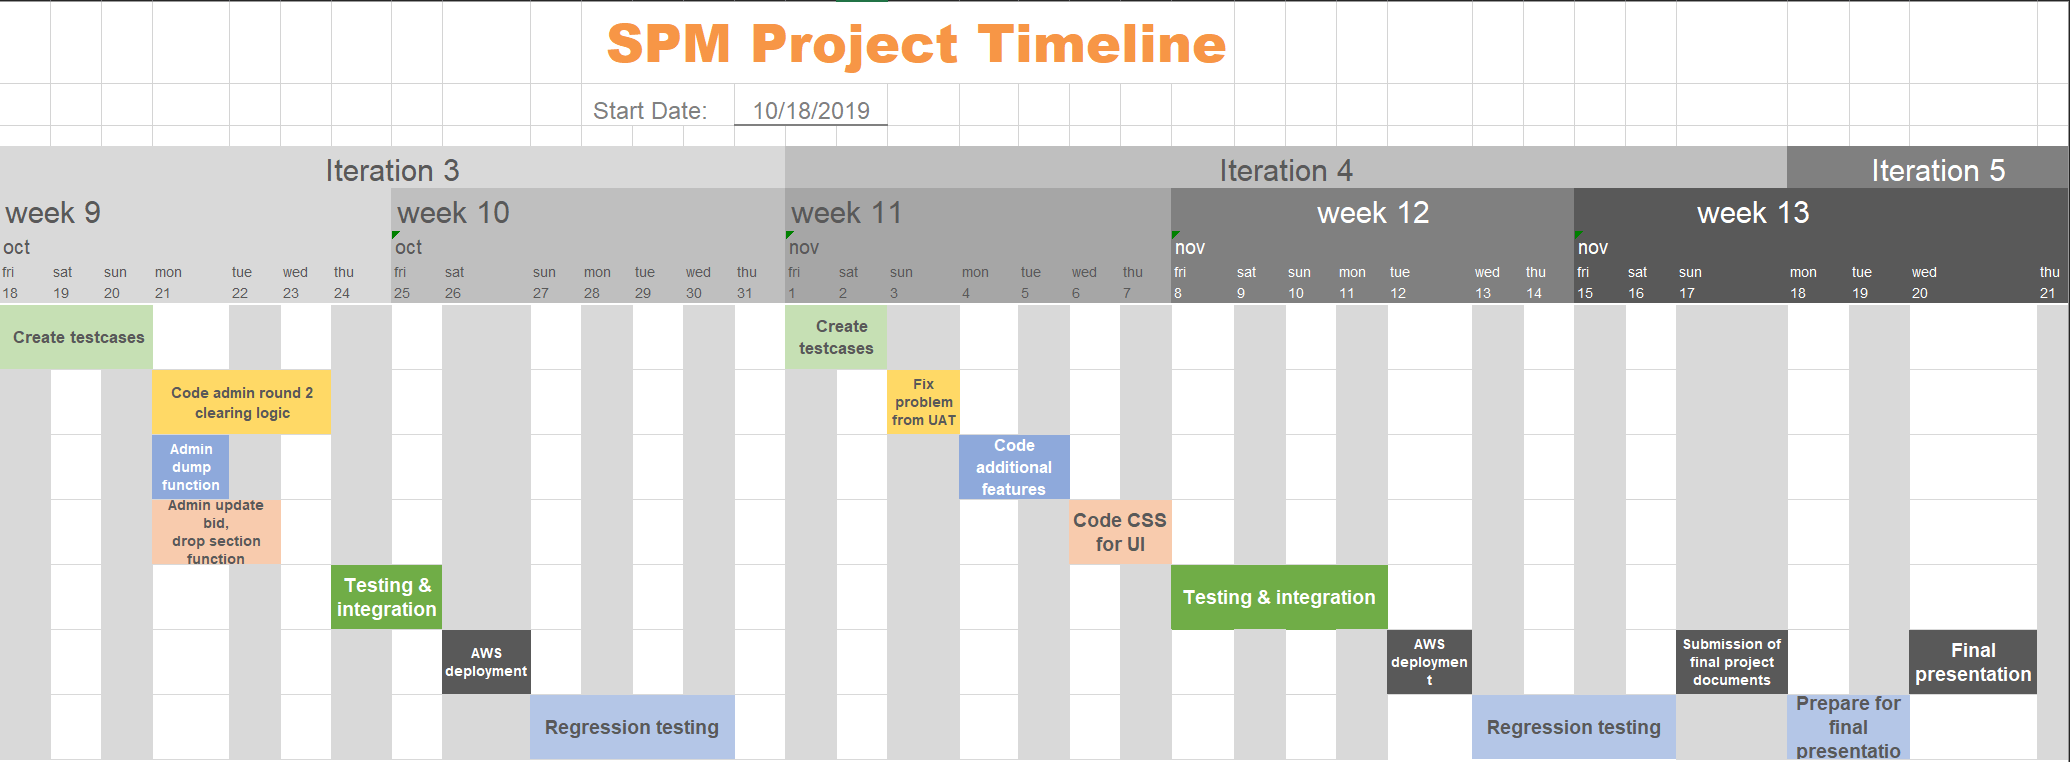 SPM Project Timeline
Start Date: 10/18/2019
Iteration 3 Iteration 4 Iteration 5
week 9 week 10 week 11 week 12 week 13
oct oct nov nov nov
fri sat sun mon tue wed thu fri sat sun mon tue wed thu fri sat sun mon tue wed thu fri sat sun mon tue wed thu fri sat sun mon tue wed thu
18 19 20 21 22 23 24 25 26 27 28 29 30 31 1 2 3 4 5 6 7 8 9 10 11 12 13 14 15 16 17 18 19 20 21
Create testcases
Create
testcases
Code admin round 2
clearing logic
Fix
problem
from UAT
Admin
dump
function
Code
additional
features
Admin update
bid,
drop section
function
Code CSS
for UI
Testing &
integration
Testing & integration
AWS
deployment
AWS
deploymen
t
Submission of
final project
documents
Final
presentation
Regression testing
Regression testing
Prepare for
final
presentatio